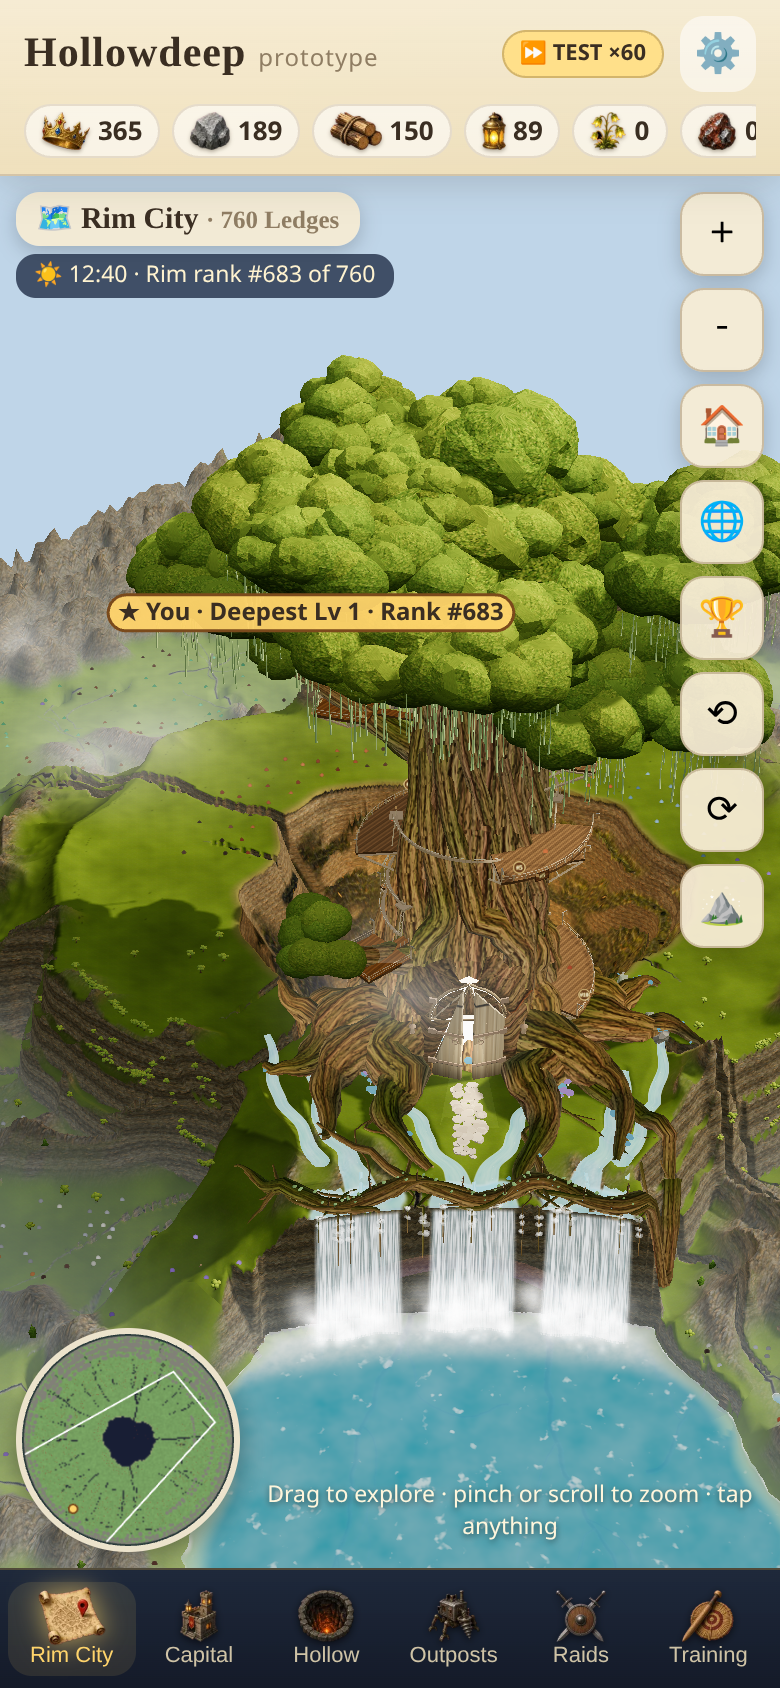 Hollowdeep prototype
⏩ TEST ×60
365 189 150 89 0 0
Rim City · 760 Ledges
12:40 · Rim rank #683 of 760
+
-
★ You · Deepest Lv 1 · Rank #683
Drag to explore · pinch or scroll to zoom · tap
anything
Rim City Capital Hollow Outposts Raids Training